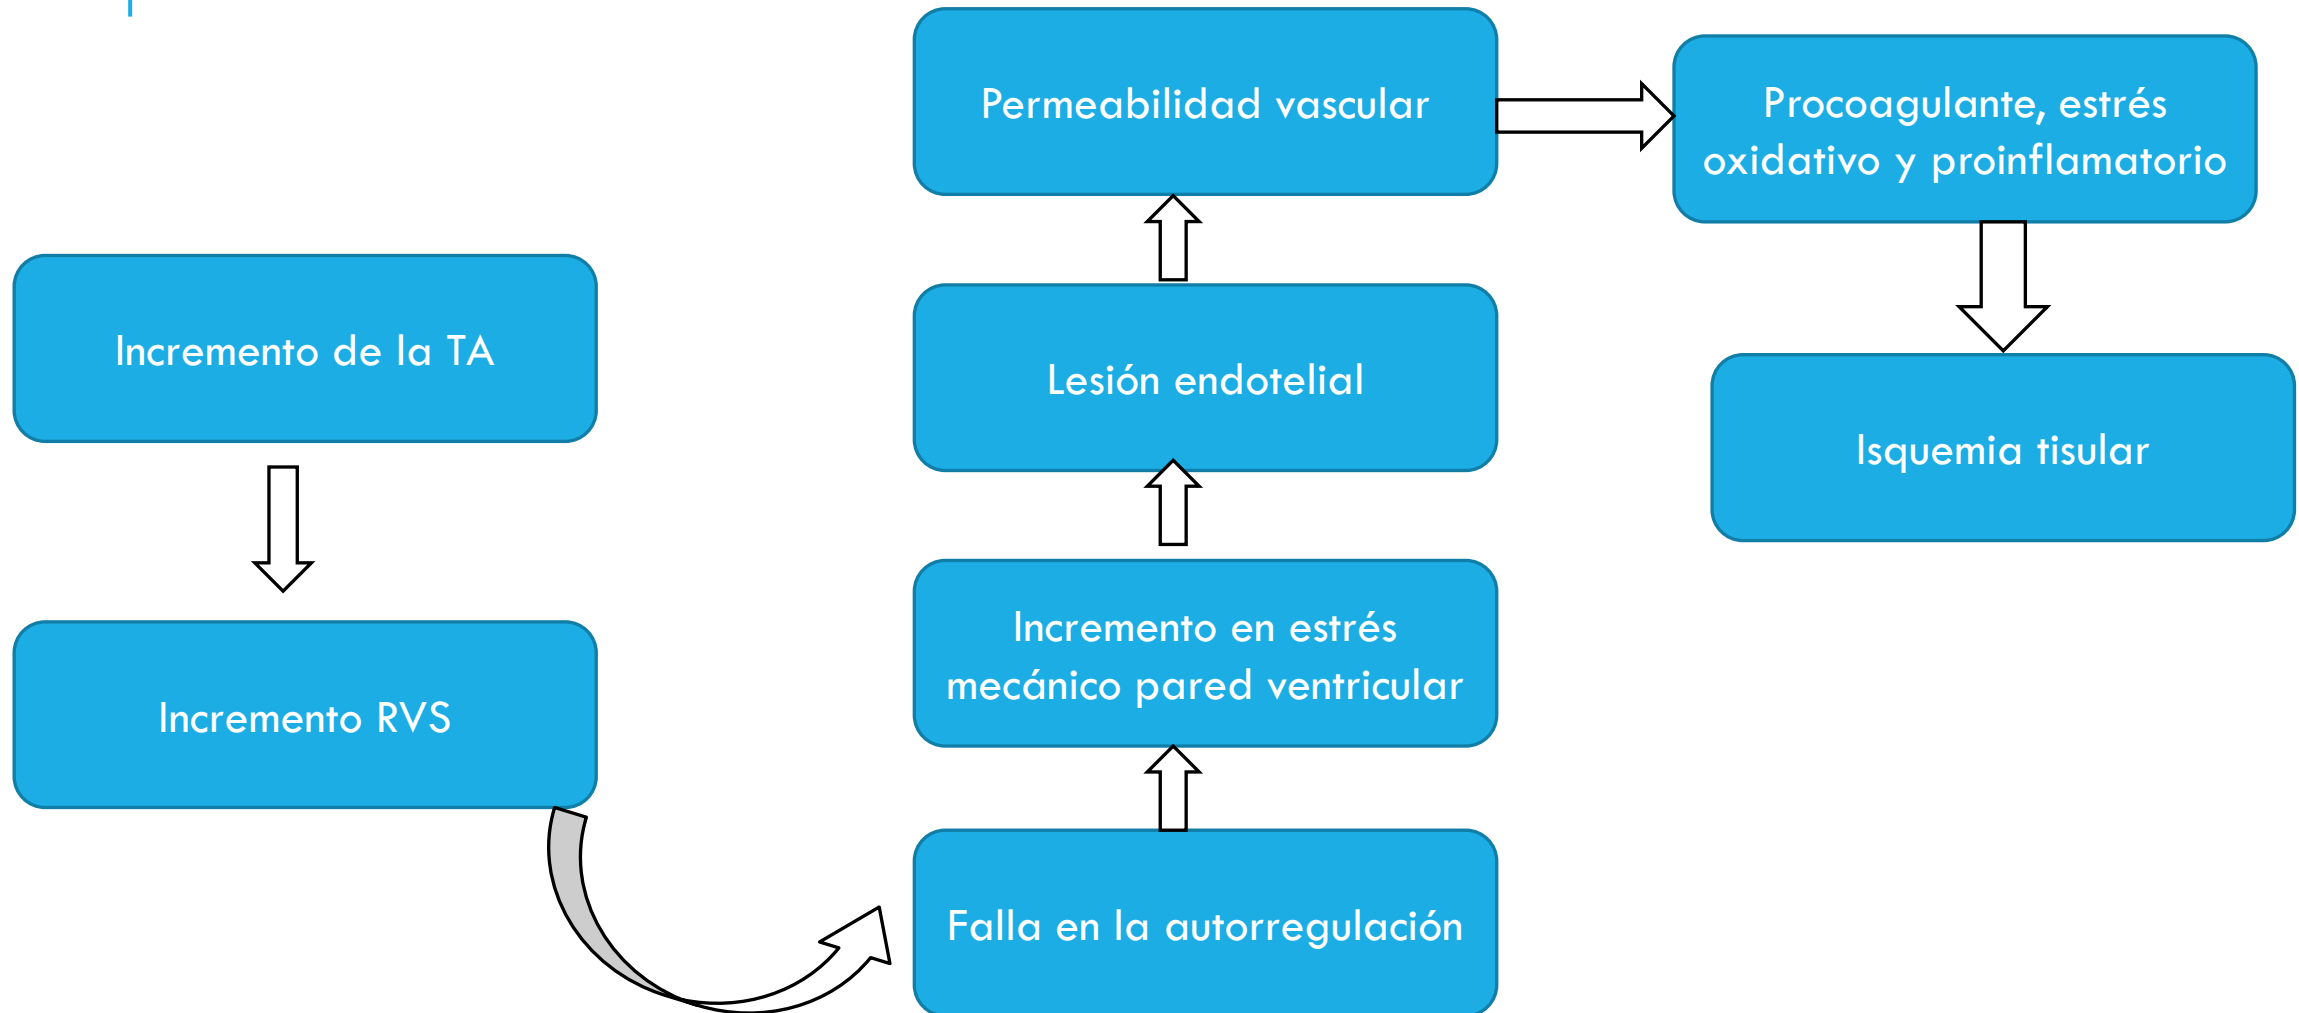 Incremento de la TA
Incremento RVS
Falla en la autorregulación
Incremento en estrés
mecánico pared ventricular
Lesión endotelial
Permeabilidad vascular
Procoagulante, estrés
oxidativo y proinflamatorio
Isquemia tisular